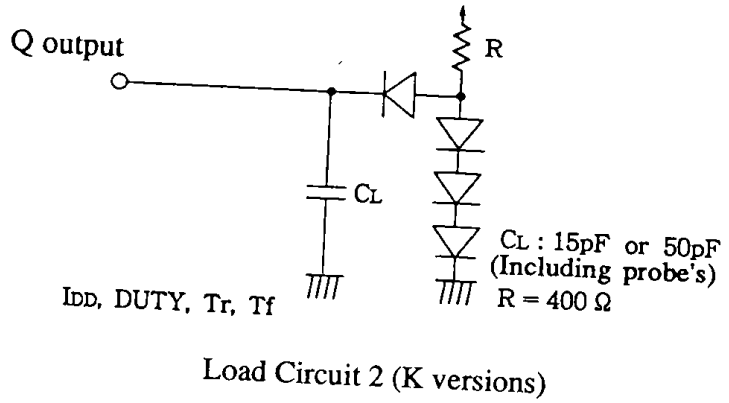 Q output
R
CL
CL : 15pF or 50pF
(Including probe's)
R = 400 Ω
IDD, DUTY, Tr, Tf
Load Circuit 2 (K versions)